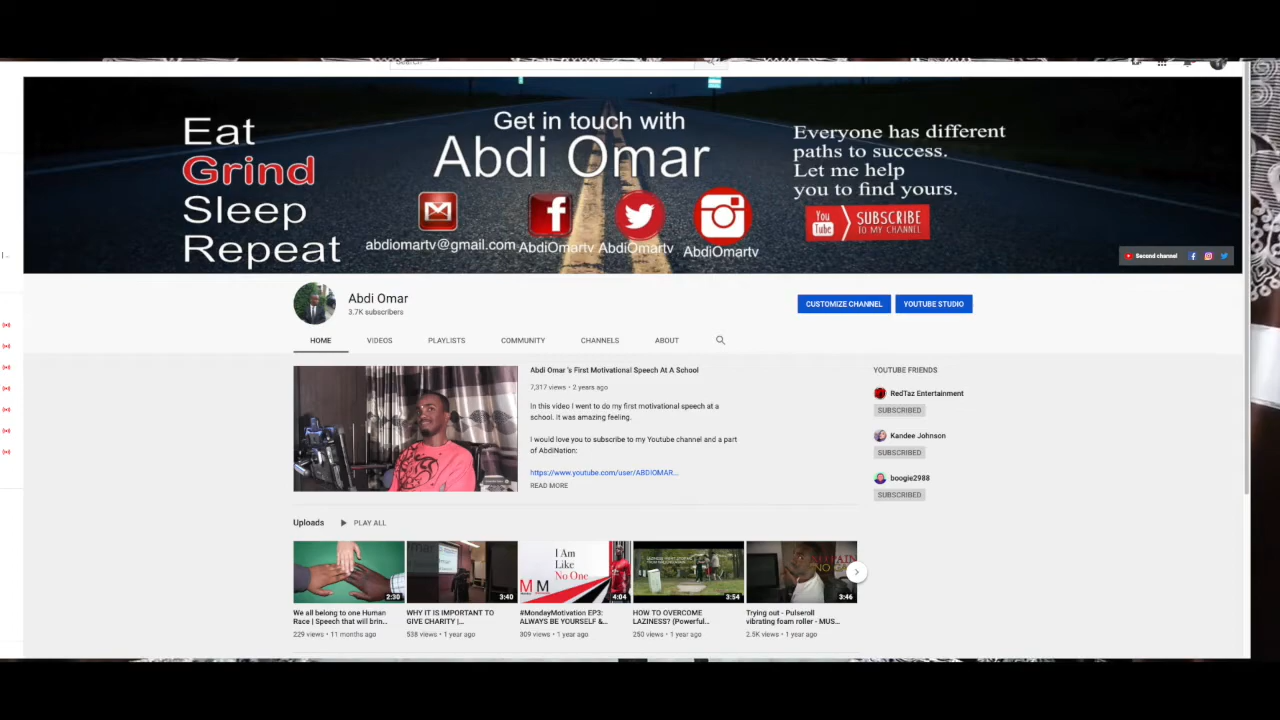 Eat
Grind
Sleep
Repeat
Get in touch with
Abdi Omar
abdiomartv@gmail.com AbdiOmartv AbdiOmartv AbdiOmartv
Everyone has different
paths to success.
Let me help
you to find yours.
You Tube SUBSCRIBE
TO MY CHANNEL
Second channel
Abdi Omar
3.7K subscribers
CUSTOMIZE CHANNEL YOUTUBE STUDIO
HOME VIDEOS PLAYLISTS COMMUNITY CHANNELS ABOUT
Abdi Omar 's First Motivational Speech At A School
7,317 views • 2 years ago
In this video I went to do my first motivational speech at a
school. it was amazing feeling.
I would love you to subscribe to my Youtube channel and a part
of AbdiNation:
https://www.youtube.com/user/ABDIOMAR...
READ MORE
YOUTUBE FRIENDS
RedTaz Entertainment
SUBSCRIBED
Kandee Johnson
SUBSCRIBED
boogie2988
SUBSCRIBED
Uploads PLAY ALL
2:30
We all belong to one Human
Race | Speech that will brin...
229 views • 11 months ago
3:40
WHY IT IS IMPORTANT TO
GIVE CHARITY |...
538 views • 1 year ago
I Am
Like
No One
4:04
#MondayMotivation EP3:
ALWAYS BE YOURSELF &...
309 views • 1 year ago
3:54
HOW TO OVERCOME
LAZINESS? (Powerful...
250 views • 1 year ago
3:46
Trying out - Pulseroll
vibrating foam roller - MUS...
2.5K views • 1 year ago